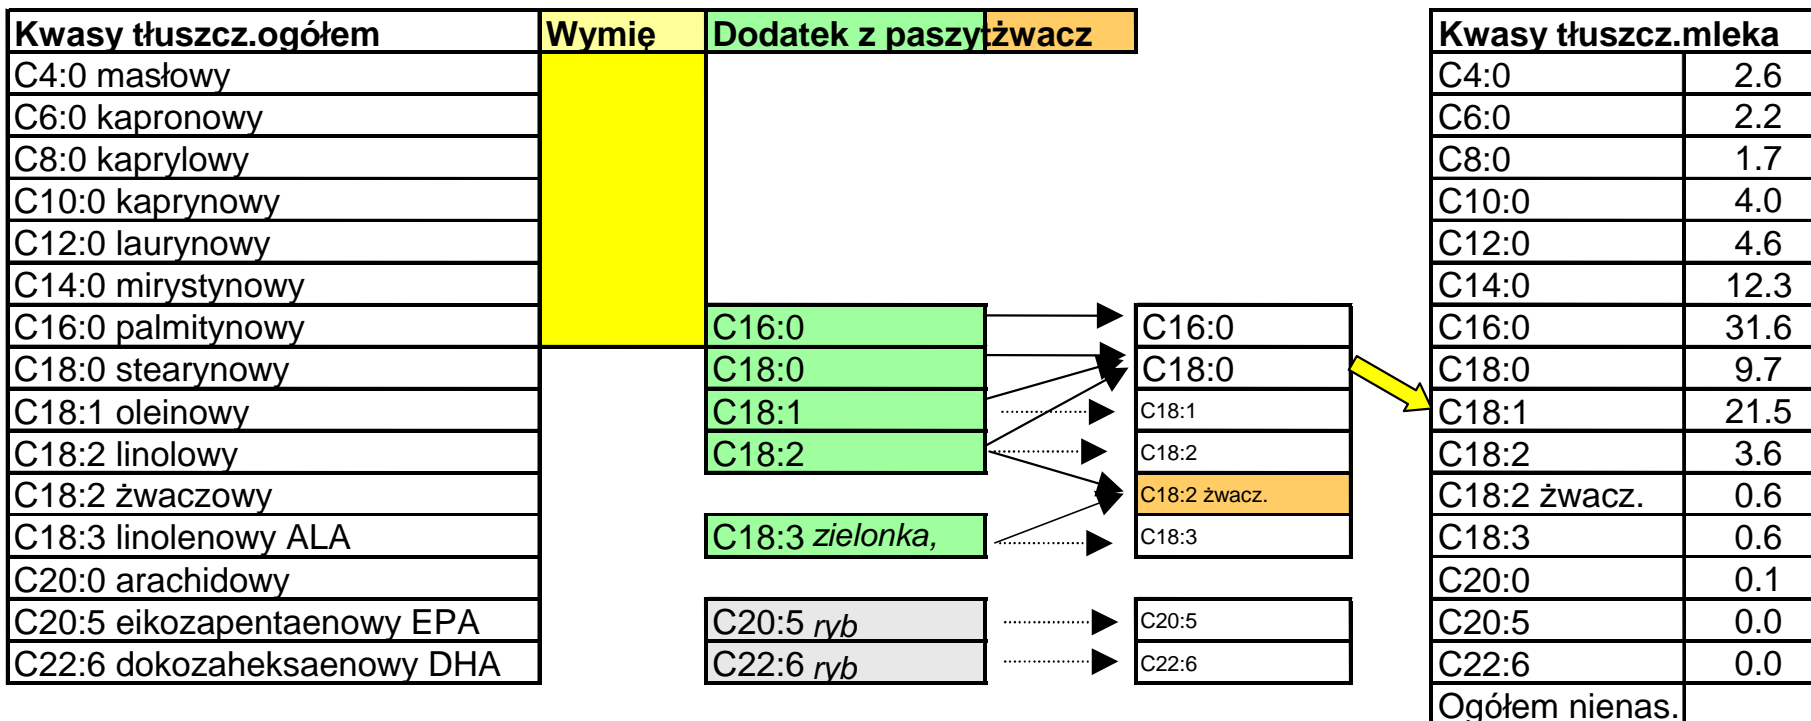 Kwasy tłuszcz.ogółem Wymię Dodatek z paszy żwacz Kwasy tłuszcz.mleka
C4:0 masłowy C4:0 2.6
C6:0 kapronowy C6:0 2.2
C8:0 kaprylowy C8:0 1.7
C10:0 kaprynowy C10:0 4.0
C12:0 laurynowy C12:0 4.6
C14:0 mirystynowy C14:0 12.3
C16:0 palmitynowy C16:0 C16:0 C16:0 31.6
C18:0 stearynowy C18:0 C18:0 C18:0 9.7
C18:1 oleinowy C18:1 C18:1 C18:1 21.5
C18:2 linolowy C18:2 C18:2 C18:2 3.6
C18:2 żwaczowy C18:2 żwacz. C18:2 żwacz. 0.6
C18:3 linolenowy ALA C18:3 zielonka, C18:3 C18:3 0.6
C20:0 arachidowy C20:0 0.1
C20:5 eikozapentaenowy EPA C20:5 ryb C20:5 C20:5 0.0
C22:6 dokozaheksaenowy DHA C22:6 ryb C22:6 C22:6 0.0
Ogółem nienas.